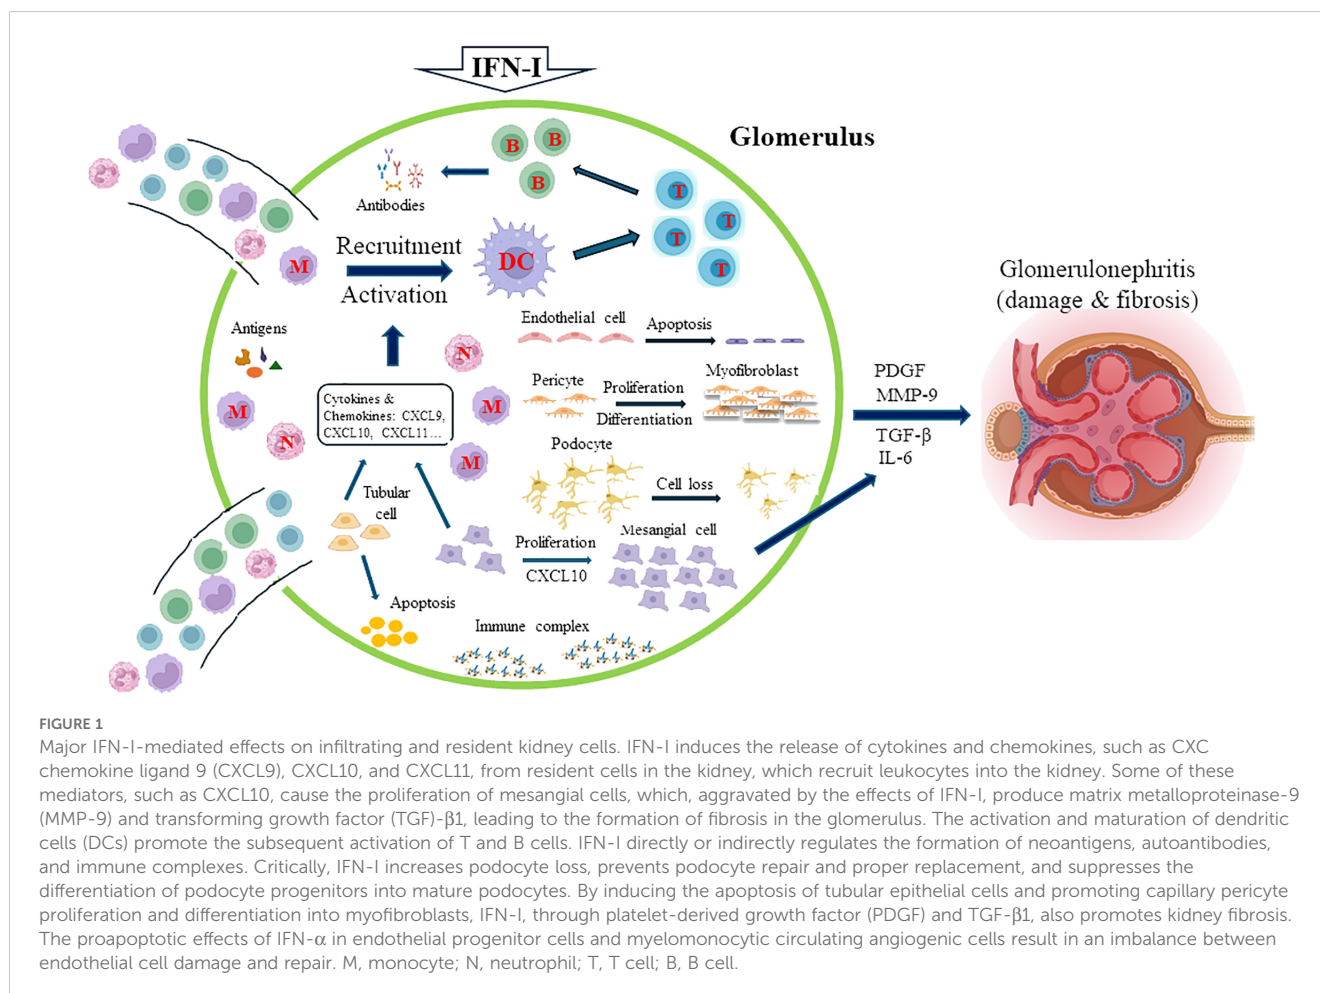 IFN-I
Glomerulus
B
B
B
Antibodies
T
T
T
T
Recruitment
Activation
DC
M
Antigens
M
N
N
M
M
Cytokines &
Chemokines: CXCL9,
CXCL10, CXCL11...
Endothelial cell
Apoptosis
Pericyte
Proliferation
Differentiation
Myofibroblast
Podocyte
Cell loss
Tubular
cell
Mesangial cell
Proliferation
CXCL10
Apoptosis
Immune complex
PDGF
MMP-9
TGF-β
IL-6
Glomerulonephritis
(damage & fibrosis)
FIGURE 1
Major IFN-I-mediated effects on infiltrating and resident kidney cells. IFN-I induces the release of cytokines and chemokines, such as CXC
chemokine ligand 9 (CXCL9), CXCL10, and CXCL11, from resident cells in the kidney, which recruit leukocytes into the kidney. Some of these
mediators, such as CXCL10, cause the proliferation of mesangial cells, which, aggravated by the effects of IFN-I, produce matrix metalloproteinase-9
(MMP-9) and transforming growth factor (TGF)-β1, leading to the formation of fibrosis in the glomerulus. The activation and maturation of dendritic
cells (DCs) promote the subsequent activation of T and B cells. IFN-I directly or indirectly regulates the formation of neoantigens, autoantibodies,
and immune complexes. Critically, IFN-I increases podocyte loss, prevents podocyte repair and proper replacement, and suppresses the
differentiation of podocyte progenitors into mature podocytes. By inducing the apoptosis of tubular epithelial cells and promoting capillary pericyte
proliferation and differentiation into myofibroblasts, IFN-I, through platelet-derived growth factor (PDGF) and TGF-β1, also promotes kidney fibrosis.
The proapoptotic effects of IFN-α in endothelial progenitor cells and myelomonocytic circulating angiogenic cells result in an imbalance between
endothelial cell damage and repair. M, monocyte; N, neutrophil; T, T cell; B, B cell.